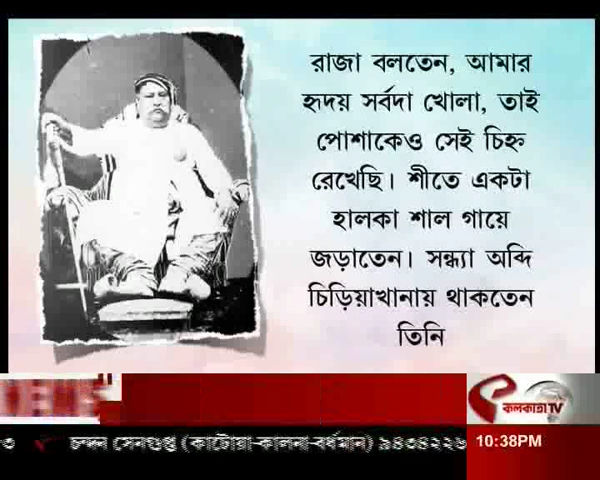 রাজা বলতেন, আমার
হৃদয় সর্বদা খোলা, তাই
পোশাকেও সেই চিহ্ন
রেখেছি। শীতে একটা
হালকা শাল গায়ে
জড়াতেন। সন্ধ্যা অব্দি
চিড়িয়াখানায় থাকতেন
তিনি
কলকাতা TV
৩ চন্দন সেনগুপ্ত (কাটোয়া-কালনা-বর্ধমান) ৯৪৩৪২২৬
10:38PM